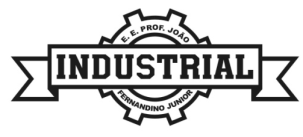 E. E. PROF. JOÃO
INDUSTRIAL
FERNANDINO JUNIOR